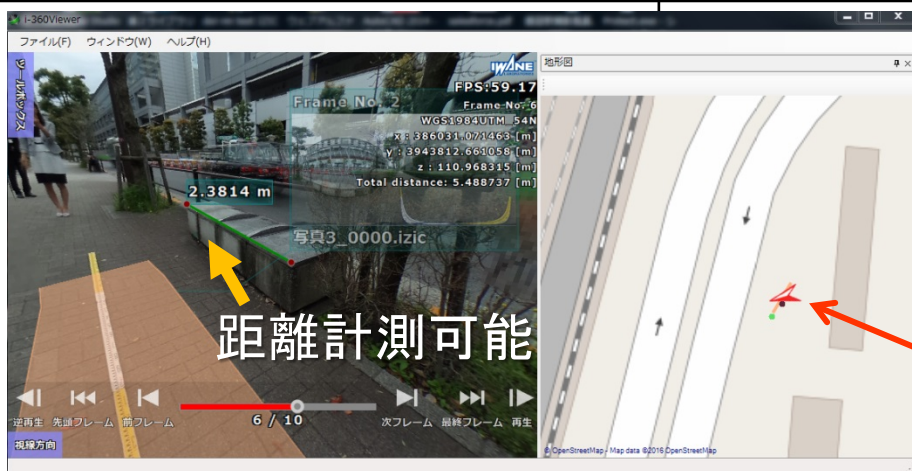 i-360Viewer
ファイル(F) ウィンドウ(W) ヘルプ(H)
ツールボックス
IWANE
FPS:59.17
Frame No. 2
Frame No. 6
WGS1984UTM_54N
x : 386031.071463 [m]
y : 3943812.661058 [m]
z : 110.968315 [m]
Total distance: 5.488737 [m]
2.3814 m
写真3_0000.izic
距離計測可能
逆再生 先頭フレーム 前フレーム
6 / 10
次フレーム 最終フレーム 再生
視線方向
地形図
© OpenStreetMap - Map data ©2016 OpenStreetMap